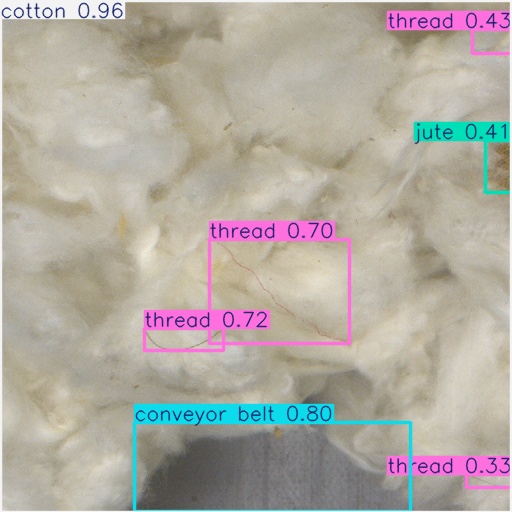 cotton 0.96
thread 0.43
jute 0.41
thread 0.70
thread 0.72
conveyor belt 0.80
thread 0.33